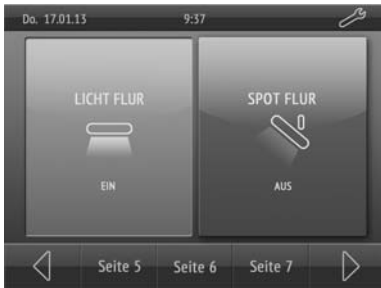 Do. 17.01.13 9:37
LICHT FLUR SPOT FLUR
EIN AUS
Seite 5 Seite 6 Seite 7